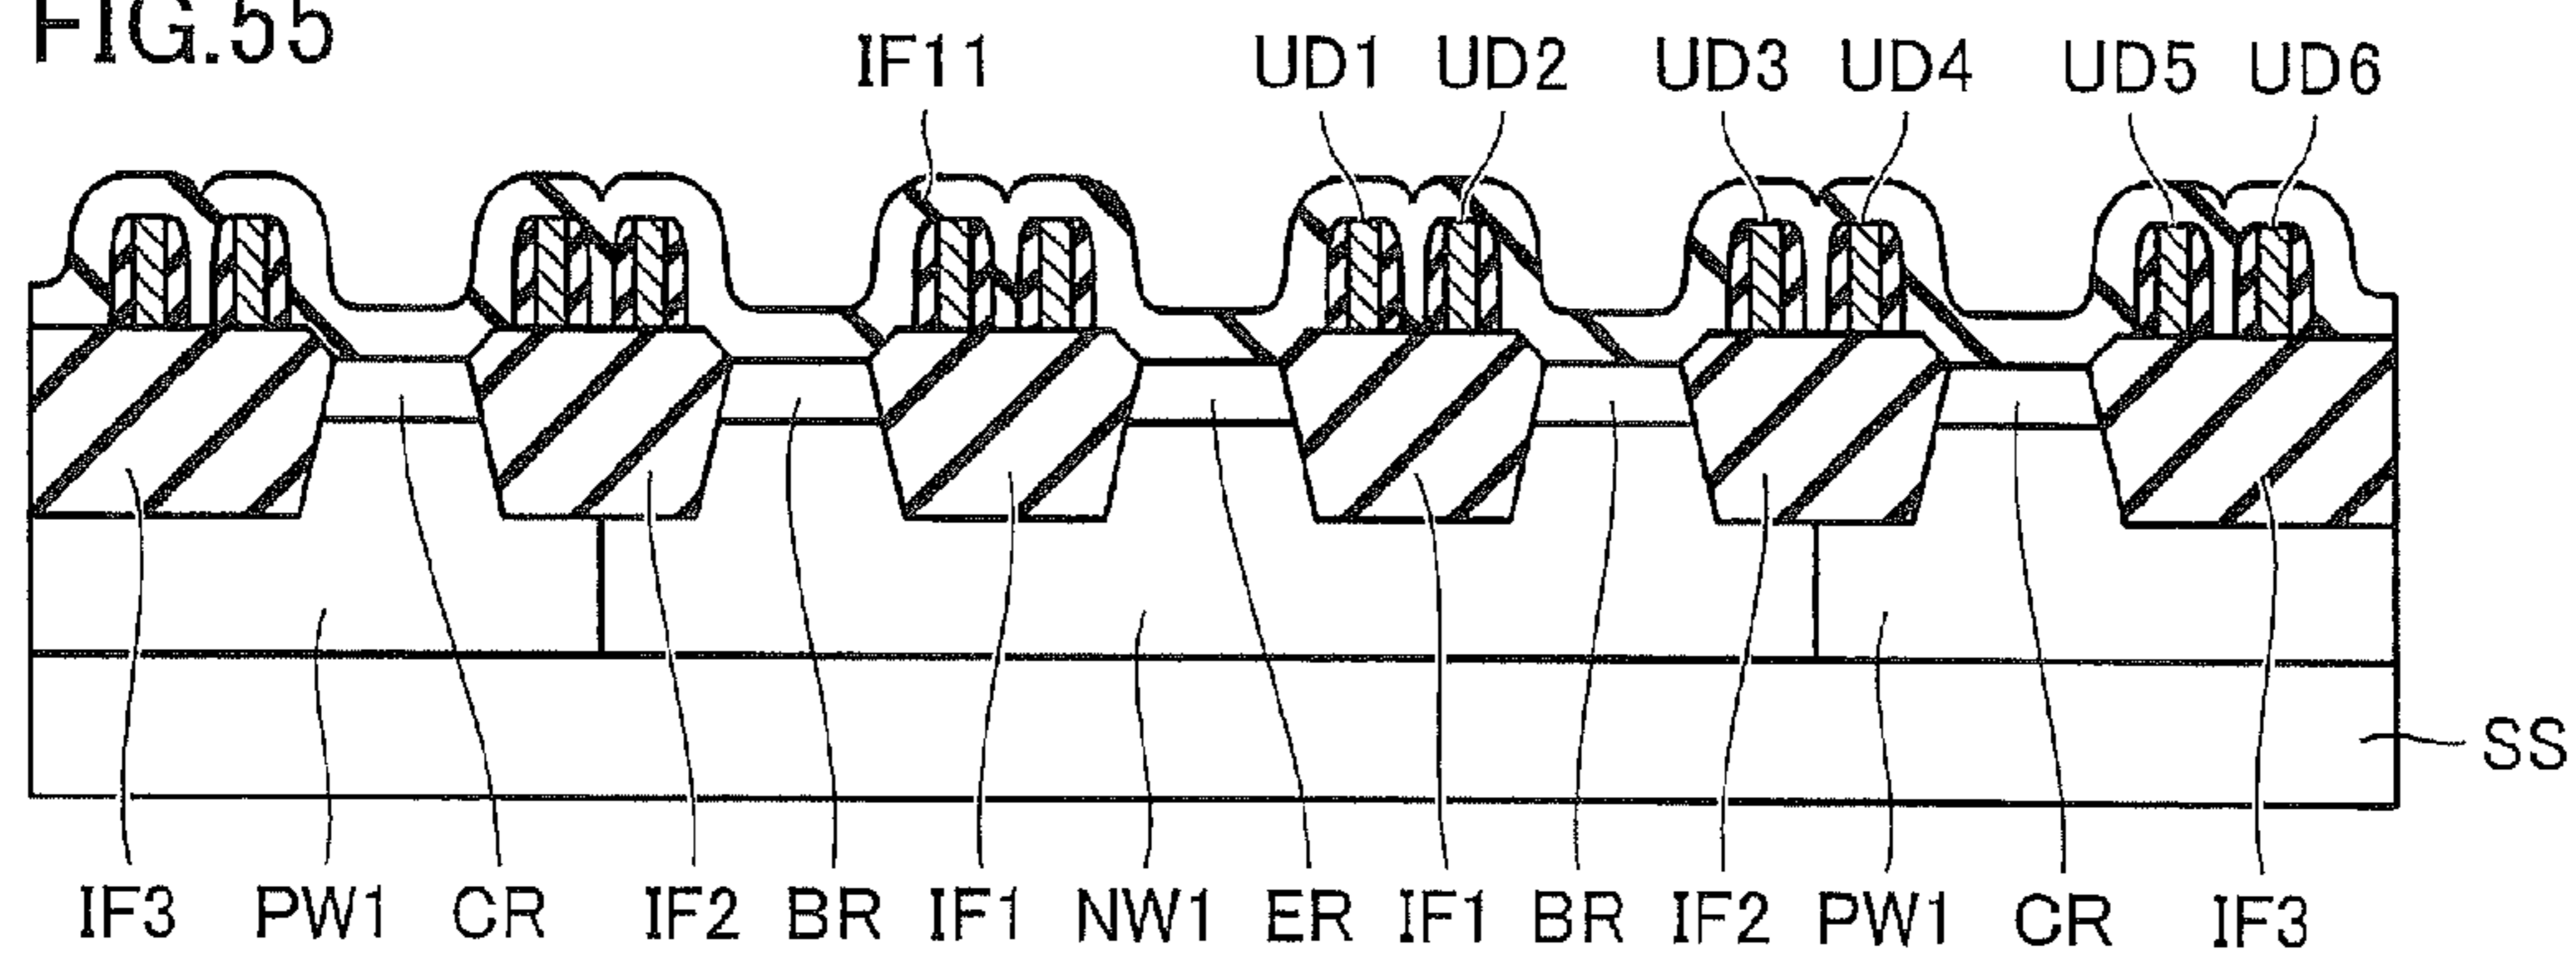 FIG.55
IF11 UD1 UD2 UD3 UD4 UD5 UD6
SS
IF3 PW1 CR IF2 BR IF1 NW1 ER IF1 BR IF2 PW1 CR IF3